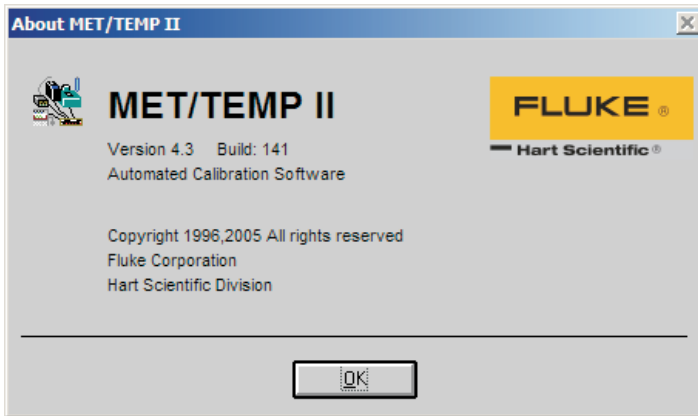 About MET/TEMP II
MET/TEMP II
FLUKE ®
Hart Scientific ®
Version 4.3 Build: 141
Automated Calibration Software
Copyright 1996,2005 All rights reserved
Fluke Corporation
Hart Scientific Division
OK